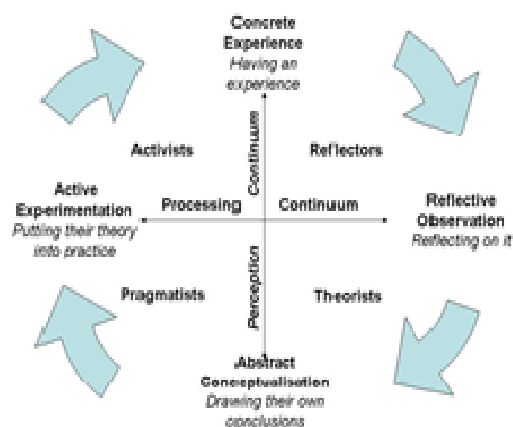 Concrete
Experience
Having an
experience
Activists
Reflectors
Continuum
Active
Experimentation
Putting their theory
into practice
Processing
Continuum
Reflective
Observation
Reflecting on it
Perception
Pragmatists
Theorists
Abstract
Conceptualisation
Drawing their own
conclusions